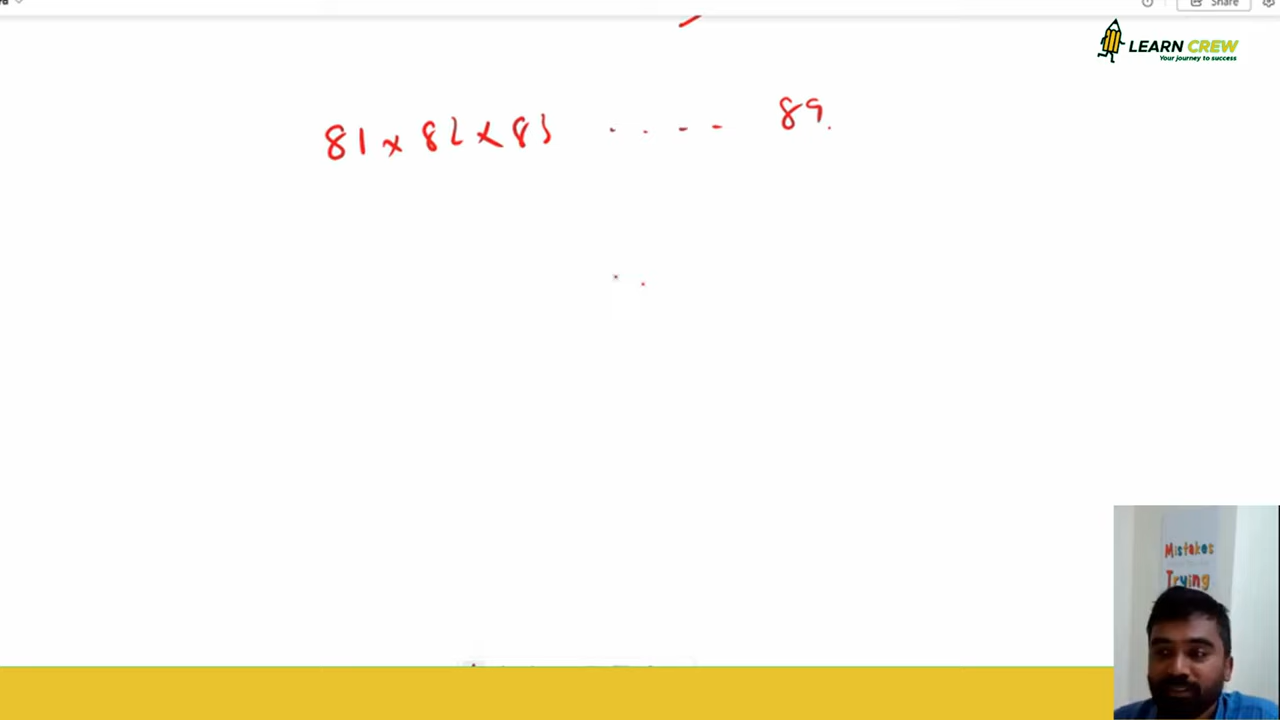 Share
LEARN CREW
Your journey to success
81 x 82 x 83 . . . . 89.
Mistakes
Trying